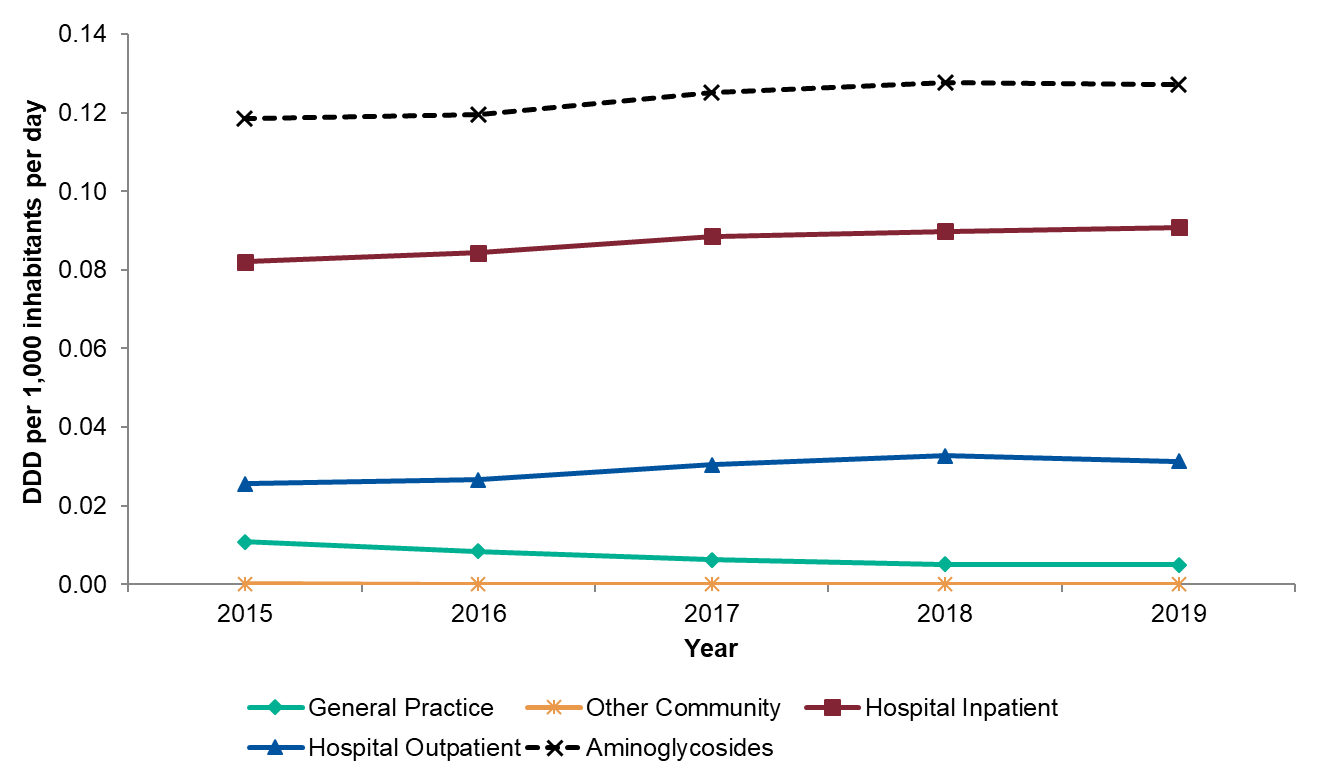 0.14
0.12
0.10
0.08
0.06
0.04
0.02
0.00
DDD per 1,000 inhabitants per day
2015 2016 2017 2018 2019
Year
General Practice Other Community Hospital Inpatient
Hospital Outpatient Aminoglycosides